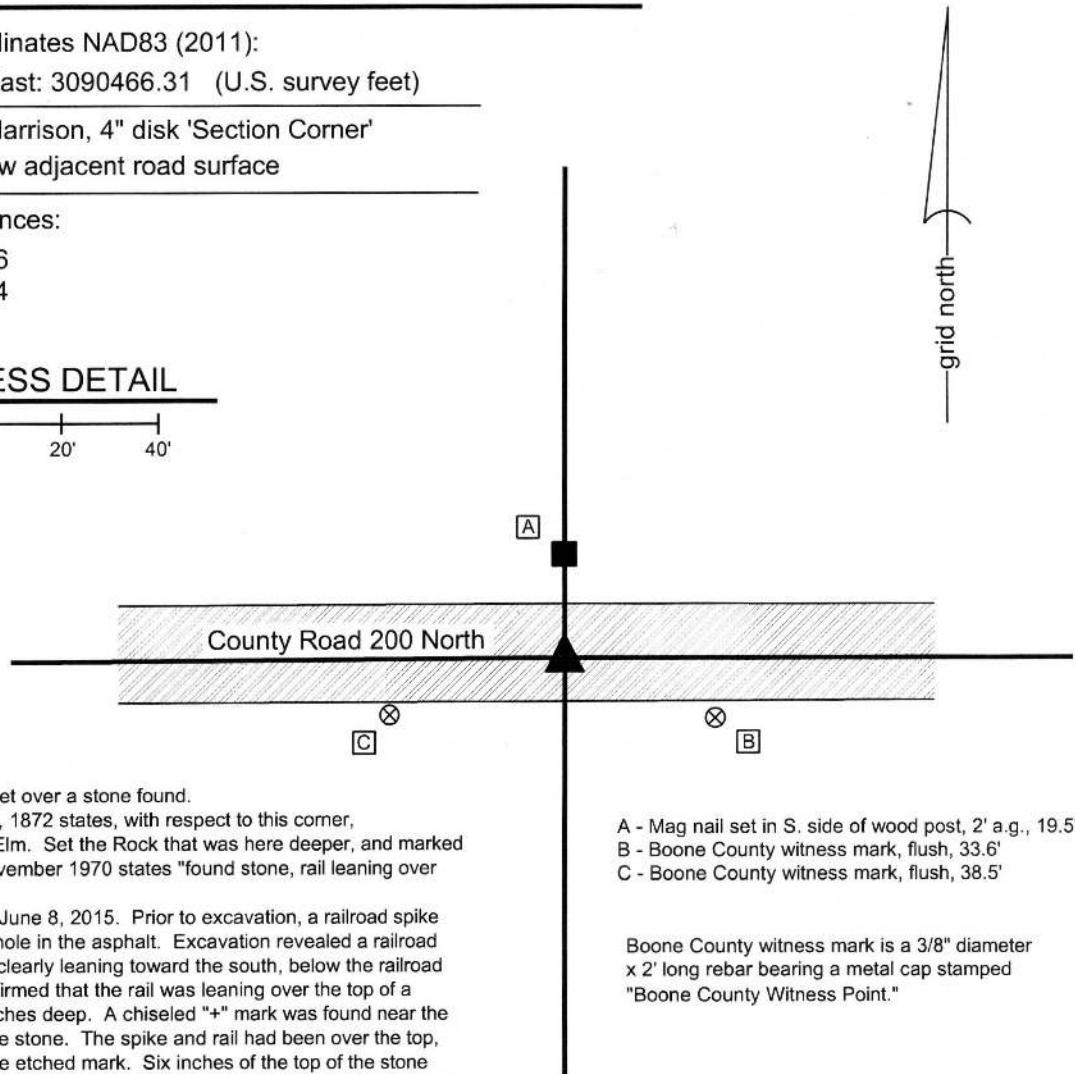 linates NAD83 (2011):
ast: 3090466.31 (U.S. survey feet)
Harrison, 4" disk 'Section Corner'
w adjacent road surface
nces:
6
4
ESS DETAIL
20' 40'
grid north
A
County Road 200 North
C
B
et over a stone found.
, 1872 states, with respect to this corner,
Elm. Set the Rock that was here deeper, and marked
vember 1970 states "found stone, rail leaning over
June 8, 2015. Prior to excavation, a railroad spike
hole in the asphalt. Excavation revealed a railroad
clearly leaning toward the south, below the railroad
irmed that the rail was leaning over the top of a
ches deep. A chiseled "+" mark was found near the
e stone. The spike and rail had been over the top,
e etched mark. Six inches of the top of the stone
A - Mag nail set in S. side of wood post, 2' a.g., 19.5'
B - Boone County witness mark, flush, 33.6'
C - Boone County witness mark, flush, 38.5'
Boone County witness mark is a 3/8" diameter
x 2' long rebar bearing a metal cap stamped
"Boone County Witness Point."